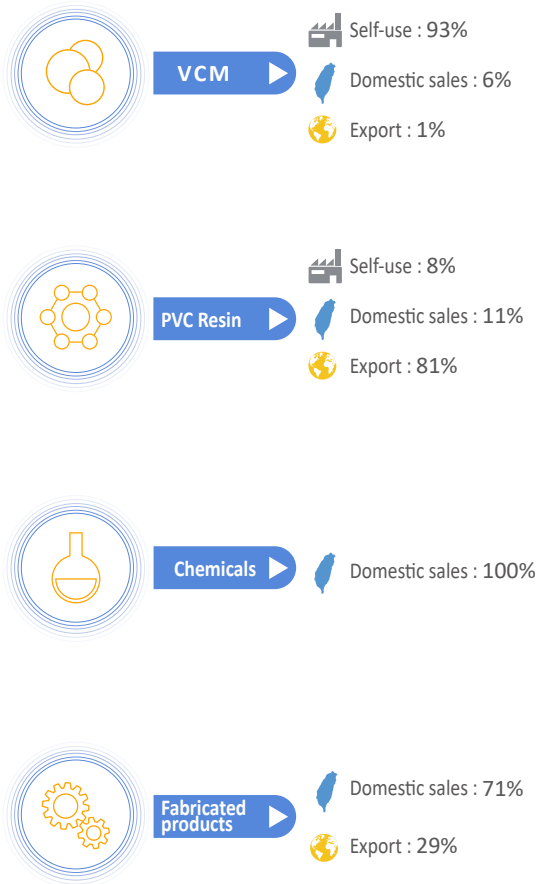 VCM
Self-use : 93%
Domestic sales : 6%
Export : 1%
PVC Resin
Self-use : 8%
Domestic sales : 11%
Export : 81%
Chemicals
Domestic sales : 100%
Fabricated
products
Domestic sales : 71%
Export : 29%